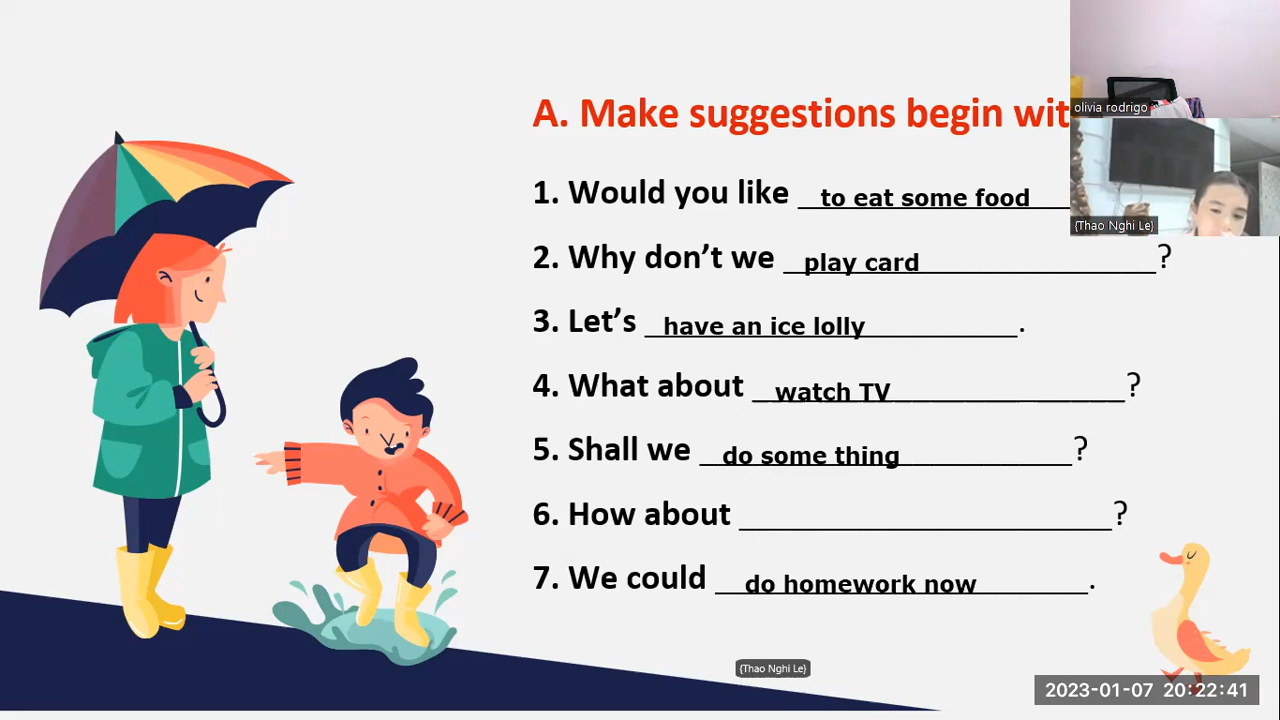 A. Make suggestions begin wit
1. Would you like to eat some food
2. Why don’t we play card ?
3. Let’s have an ice lolly .
4. What about watch TV ?
5. Shall we do some thing ?
6. How about ?
7. We could do homework now .
olivia rodrigo
{Thao Nghi Le}
{Thao Nghi Le}
2023-01-07 20:22:41